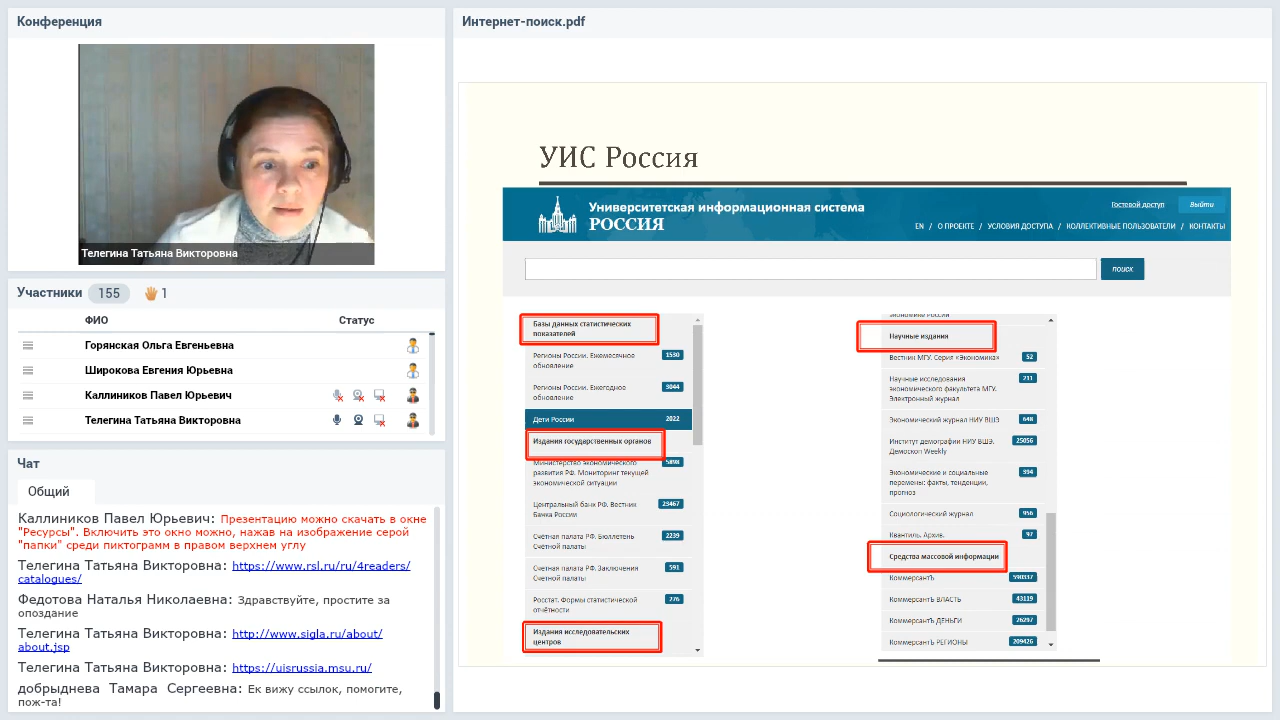 Конференция
Телегина Татьяна Викторовна
Участники 155 1
ФИО Статус
Горянская Ольга Евгеньевна
Широкова Евгения Юрьевна
Каллиников Павел Юрьевич
Телегина Татьяна Викторовна
Чат
Общий
Каллиников Павел Юрьевич: Презентацию можно скачать в окне
"Ресурсы". Включить это окно можно, нажав на изображение серой
"папки" среди пиктограмм в правом верхнем углу
Телегина Татьяна Викторовна: https://www.rsl.ru/ru/4readers/
catalogues/
Федотова Наталья Николаевна: Здравствуйте, простите за
опоздание
Телегина Татьяна Викторовна: http://www.sigla.ru/about/
about.jsp
Телегина Татьяна Викторовна: https://uisrussia.msu.ru/
добрыднева Тамара Сергеевна: Ек вижу ссылок, помогите,
пож-та!
Интернет-поиск.pdf
УИС Россия
Университетская информационная система
РОССИЯ
Гостевой доступ Выйти
EN / О ПРОЕКТЕ / УСЛОВИЯ ДОСТУПА / КОЛЛЕКТИВНЫЕ ПОЛЬЗОВАТЕЛИ / КОНТАКТЫ
поиск
Базы данных статистических
показателей
Регионы России. Ежемесячное 1530
обновление
Регионы России. Ежегодное 3044
обновление
Дети России 2022
Издания государственных органов
Министерство экономического 5898
развития РФ. Мониторинг текущей
экономической ситуации
Центральный банк РФ. Вестник 23467
Банка России
Счётная палата РФ. Бюллетень 2239
Счётной палаты
Счетная палата РФ. Заключения 591
Счетной палаты
Росстат. Формы статистической 276
отчётности
Издания исследовательских
центров
экономике России
Научные издания
Вестник МГУ. Серия «Экономика» 52
Научные исследования 211
экономического факультета МГУ.
Электронный журнал
Экономический журнал НИУ ВШЭ 648
Институт демографии НИУ ВШЭ. 25056
Демоскоп Weekly
Экономические и социальные 394
перемены: факты, тенденции,
прогноз
Социологический журнал 956
Квантиль. Архив. 97
Средства массовой информации
КоммерсантЪ 590337
КоммерсантЪ ВЛАСТЬ 43119
КоммерсантЪ ДЕНЬГИ 26297
КоммерсантЪ РЕГИОНЫ 209426